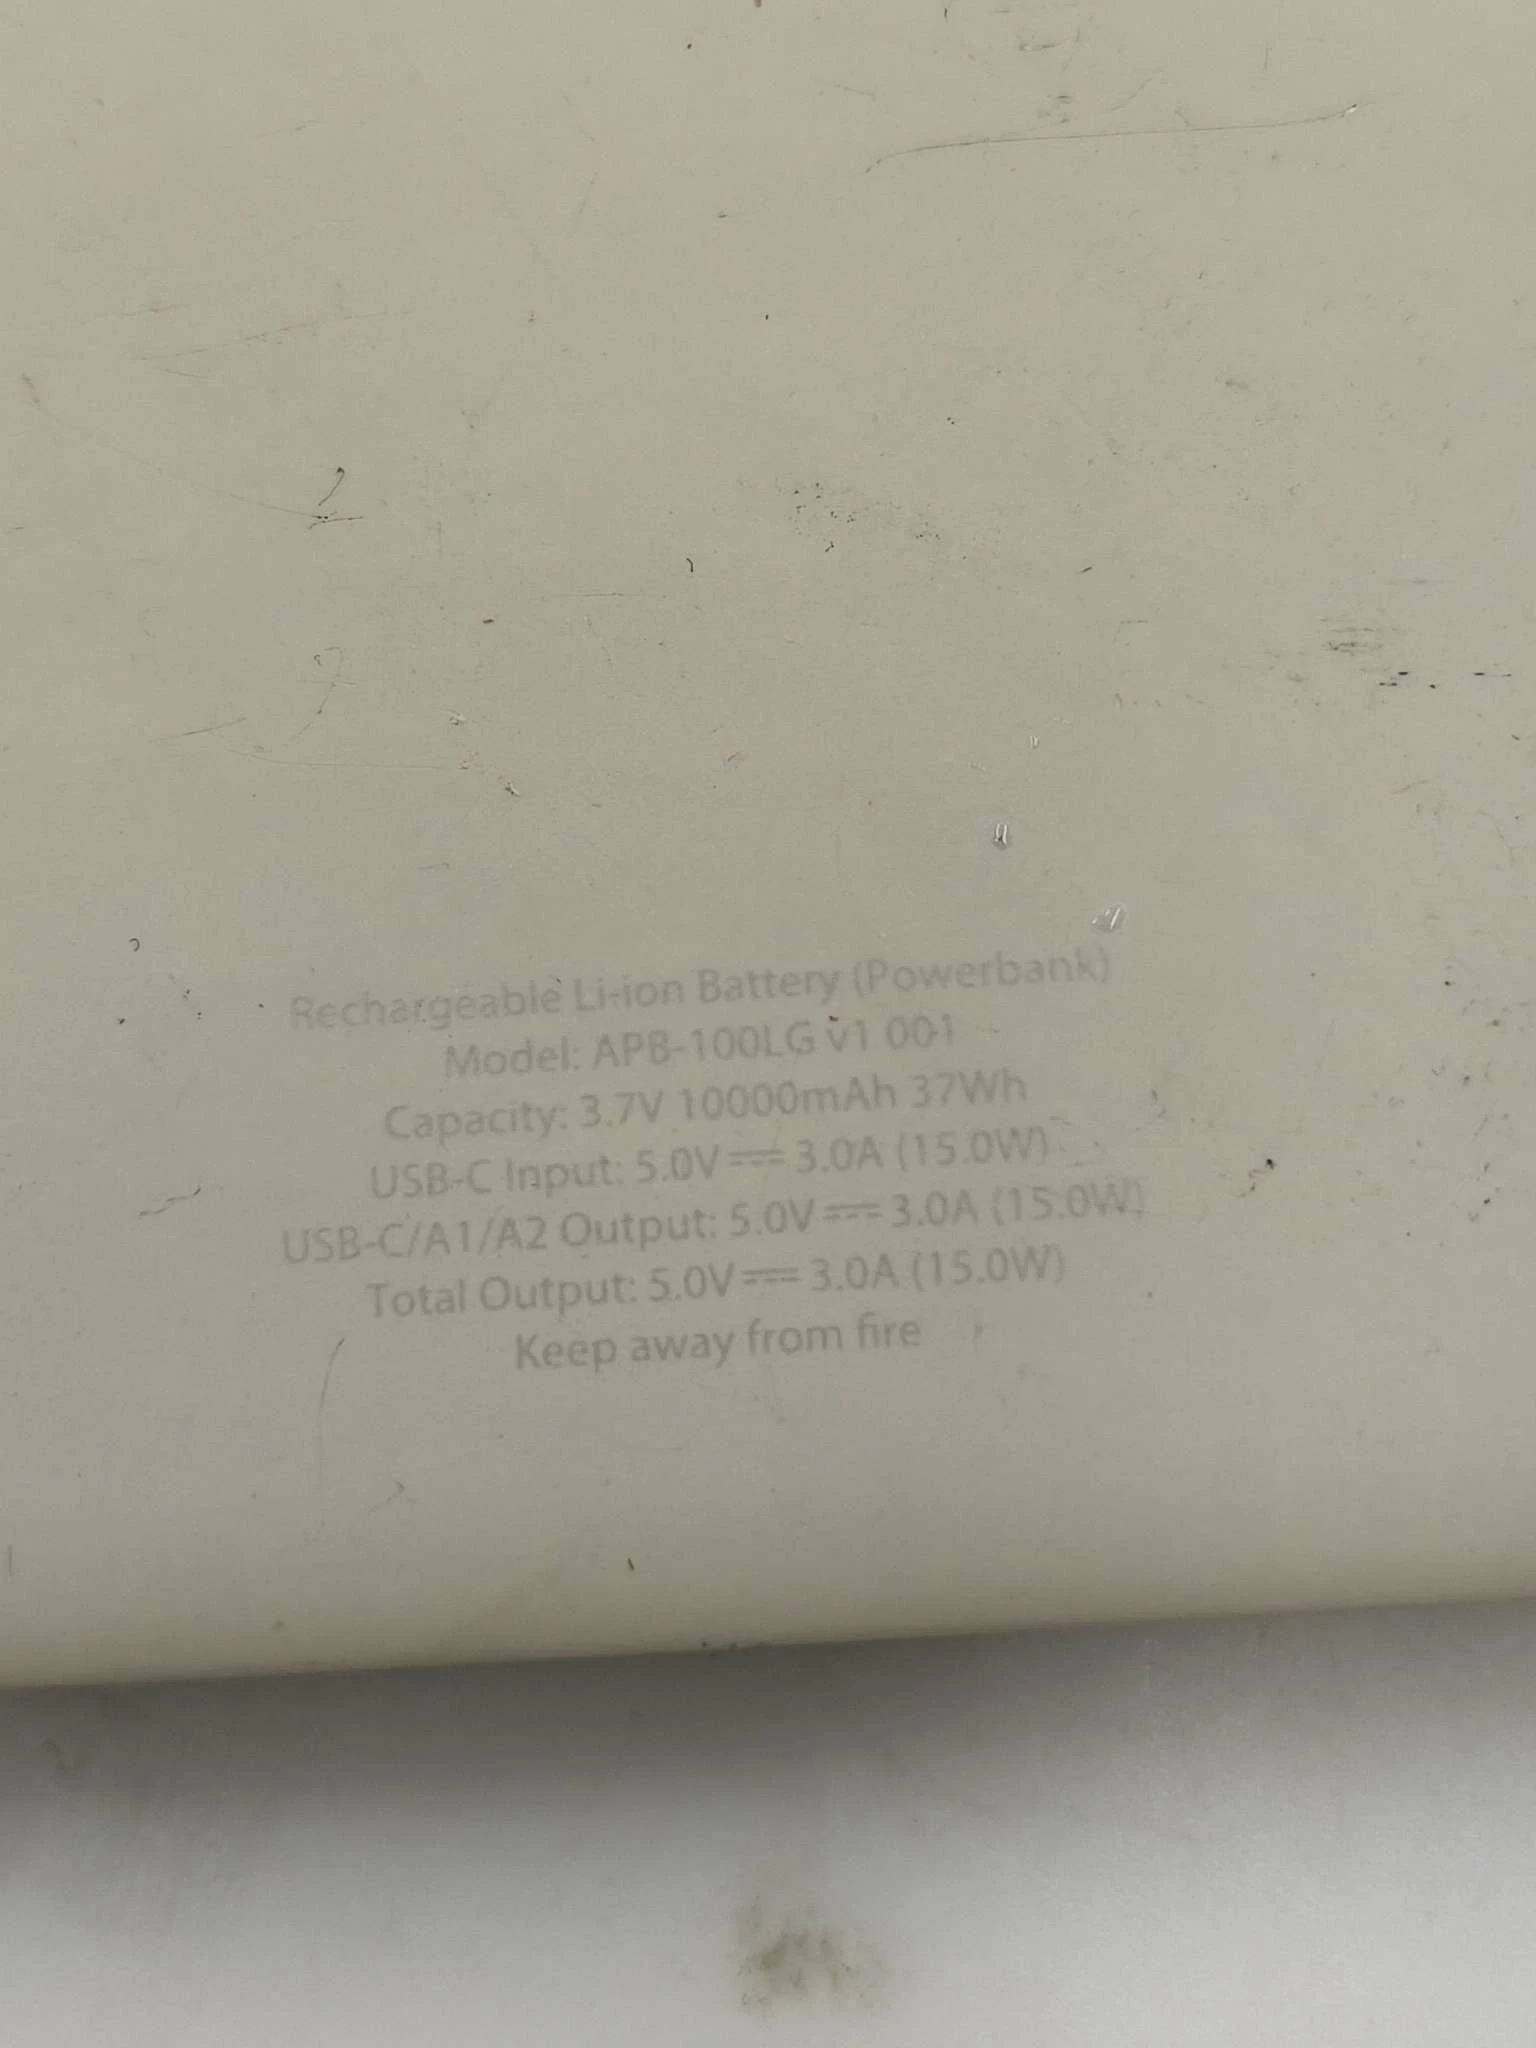 Rechargeable Li-ion Battery (Powerbank)
Model: APB-100LG v1 001
Capacity: 3.7V 10000mAh 37Wh
USB-C Input: 5.0V⎓3.0A (15.0W)
USB-C/A1/A2 Output: 5.0V⎓3.0A (15.0W)
Total Output: 5.0V⎓3.0A (15.0W)
Keep away from fire